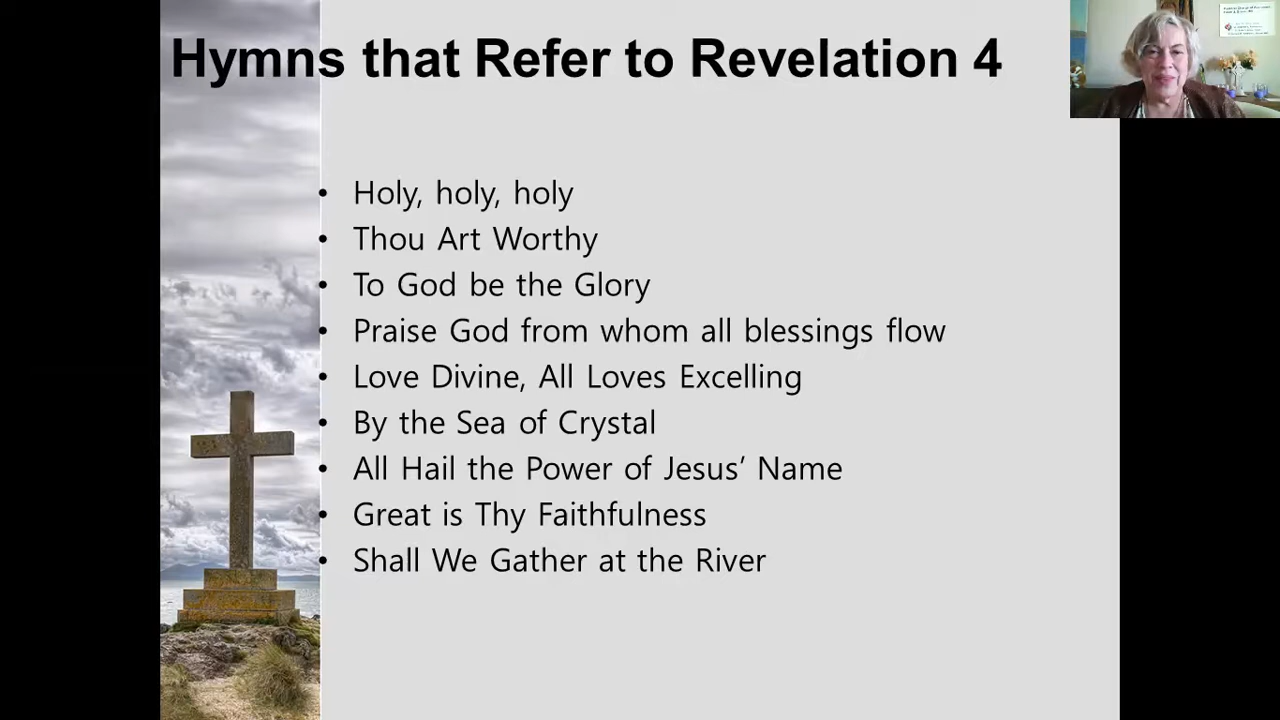 Hymns that Refer to Revelation 4
• Holy, holy, holy
• Thou Art Worthy
• To God be the Glory
• Praise God from whom all blessings flow
• Love Divine, All Loves Excelling
• By the Sea of Crystal
• All Hail the Power of Jesus’ Name
• Great is Thy Faithfulness
• Shall We Gather at the River